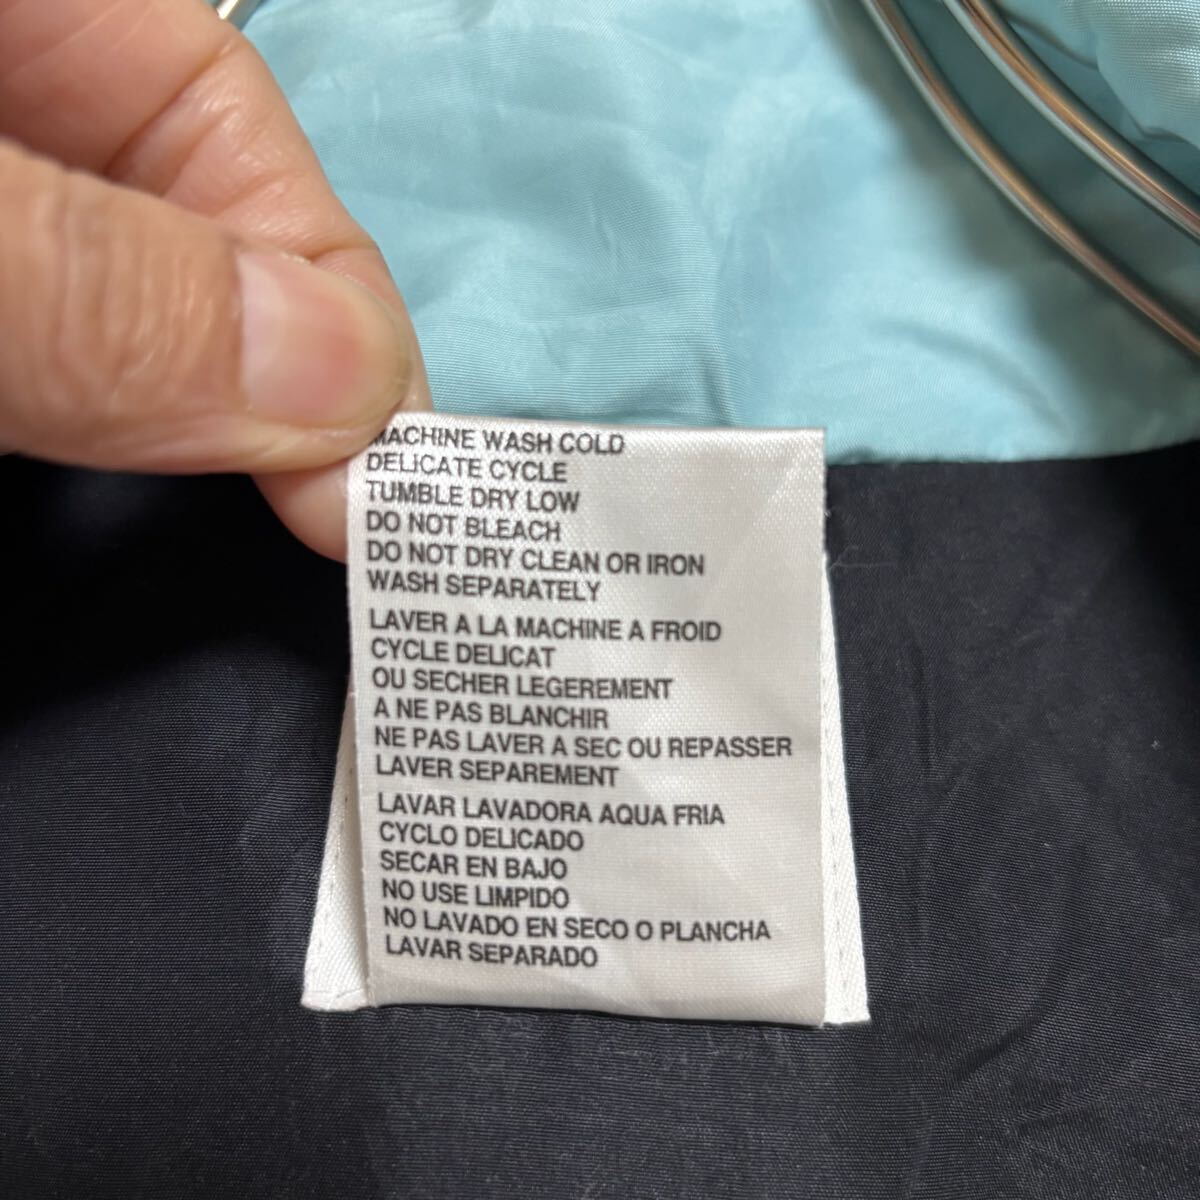 MACHINE WASH COLD
DELICATE CYCLE
TUMBLE DRY LOW
DO NOT BLEACH
DO NOT DRY CLEAN OR IRON
WASH SEPARATELY
LAVER A LA MACHINE A FROID
CYCLE DELICAT
OU SECHER LEGEREMENT
A NE PAS BLANCHIR
NE PAS LAVER A SEC OU REPASSER
LAVER SEPAREMENT
LAVAR LAVADORA AQUA FRIA
CYCLO DELICADO
SECAR EN BAJO
NO USE LIMPIDO
NO LAVADO EN SECO O PLANCHA
LAVAR SEPARADO